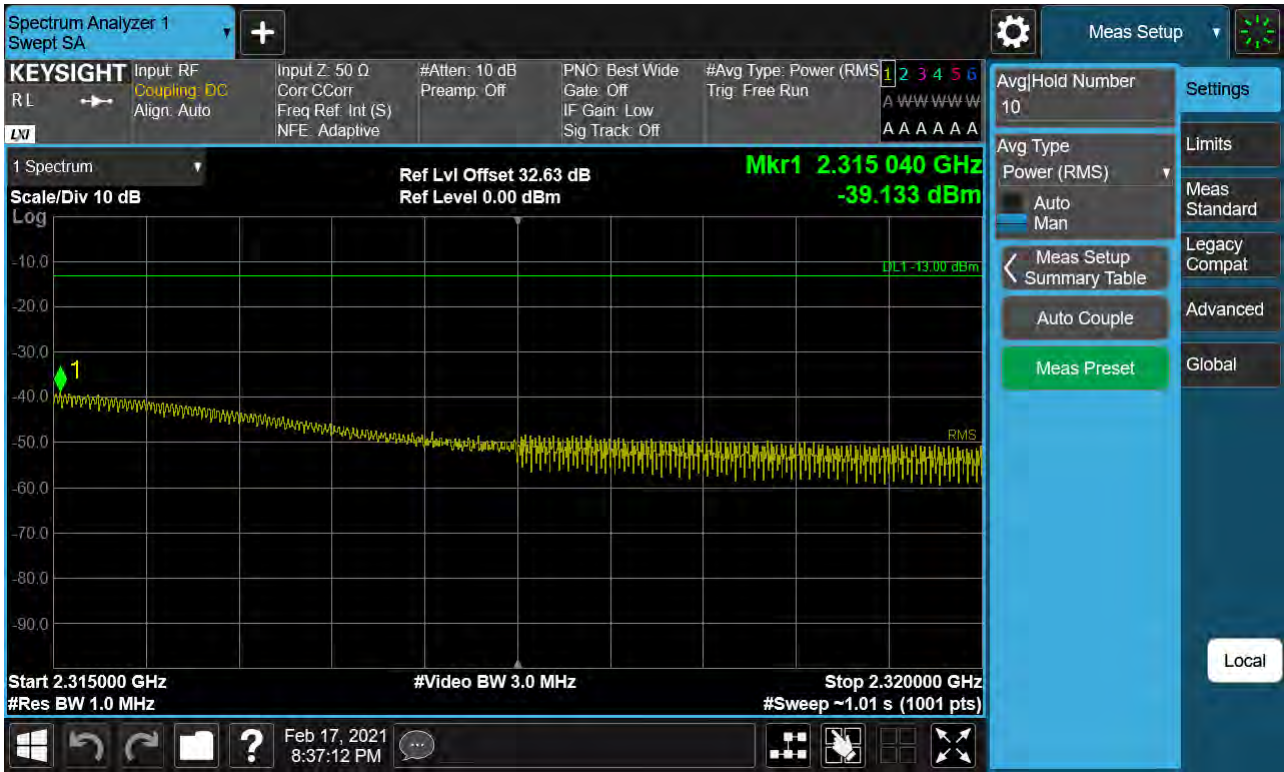 Spectrum Analyzer 1
Swept SA
+
Meas Setup
KEYSIGHT
RL
LXI
Input: RF
Coupling: DC
Align: Auto
Input Z: 50 Ω
Corr CCorr
Freq Ref: Int (S)
NFE: Adaptive
#Atten: 10 dB
Preamp: Off
PNO: Best Wide
Gate: Off
IF Gain: Low
Sig Track: Off
#Avg Type: Power (RMS
Trig: Free Run
1 2 3 4 5 6
A W W W W W
A A A A A A
1 Spectrum
Scale/Div 10 dB
Log
Ref Lvl Offset 32.63 dB
Ref Level 0.00 dBm
Mkr1 2.315 040 GHz
-39.133 dBm
DL1 -13.00 dBm
-10.0
-20.0
-30.0
1
-40.0
-50.0
RMS
-60.0
-70.0
-80.0
-90.0
Start 2.315000 GHz
#Res BW 1.0 MHz
#Video BW 3.0 MHz
Stop 2.320000 GHz
#Sweep ~1.01 s (1001 pts)
Avg|Hold Number
10
Avg Type
Power (RMS)
Auto
Man
Meas Setup
Summary Table
Auto Couple
Meas Preset
Settings
Limits
Meas
Standard
Legacy
Compat
Advanced
Global
Local
?
Feb 17, 2021
8:37:12 PM